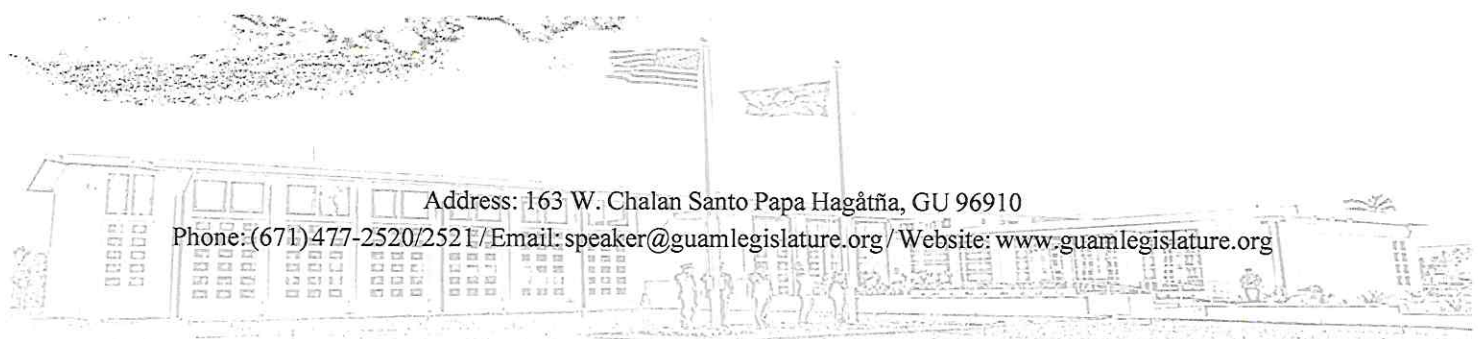 Address: 163 W. Chalan Santo Papa Hagåtña, GU 96910
Phone: (671) 477-2520/2521 / Email: speaker@guamlegislature.org / Website: www.guamlegislature.org